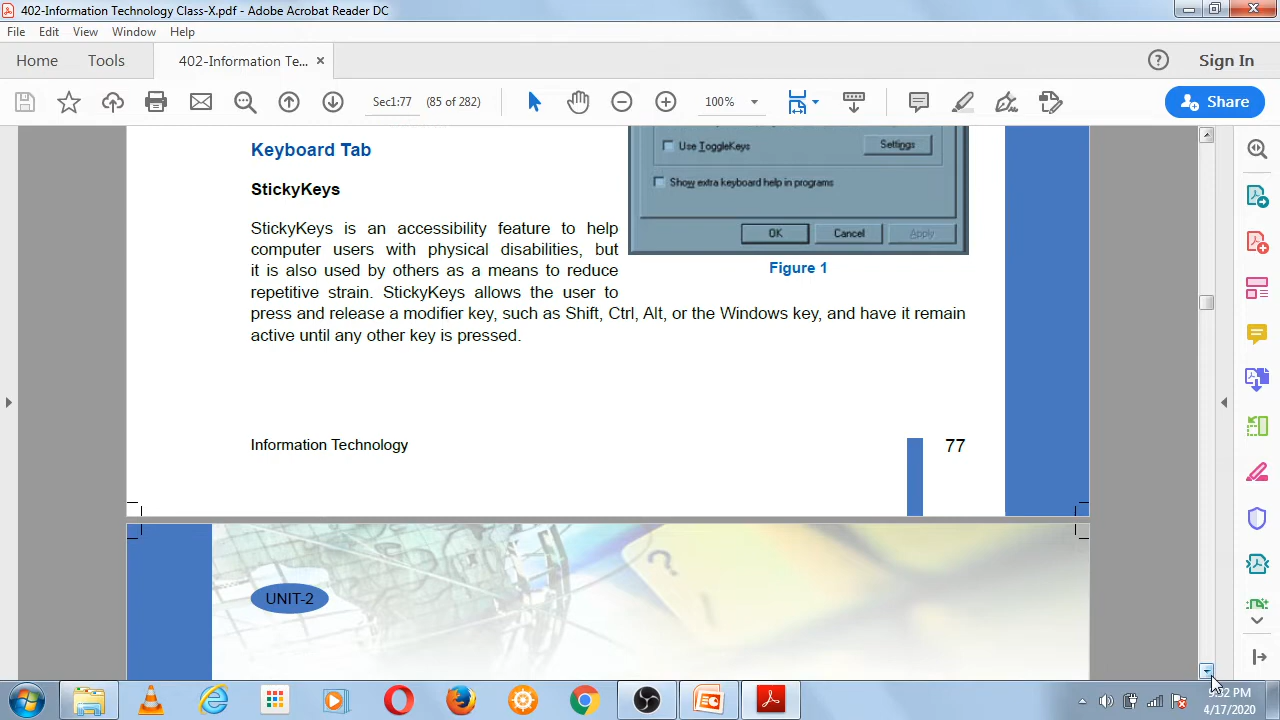 402-Information Technology Class-X.pdf - Adobe Acrobat Reader DC
File Edit View Window Help
Home Tools 402-Information Te... × Sign In
Sec1:77 (85 of 282) 100% Share
Keyboard Tab
StickyKeys
StickyKeys is an accessibility feature to help
computer users with physical disabilities, but
it is also used by others as a means to reduce
repetitive strain. StickyKeys allows the user to
press and release a modifier key, such as Shift, Ctrl, Alt, or the Windows key, and have it remain
active until any other key is pressed.
Use ToggleKeys Settings
Show extra keyboard help in programs
OK Cancel Apply
Figure 1
Information Technology 77
UNIT-2
PM
4/17/2020